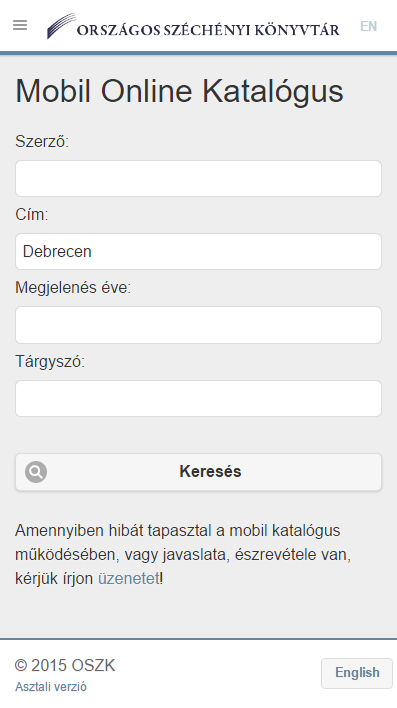 ORSZÁGOS SZÉCHÉNYI KÖNYVTÁR EN
Mobil Online Katalógus
Szerző:
Cím:
Debrecen
Megjelenés éve:
Tárgyszó:
Keresés
Amennyiben hibát tapasztal a mobil katalógus
működésében, vagy javaslata, észrevétele van,
kérjük írjon üzenetet!
© 2015 OSZK
Asztali verzió
English